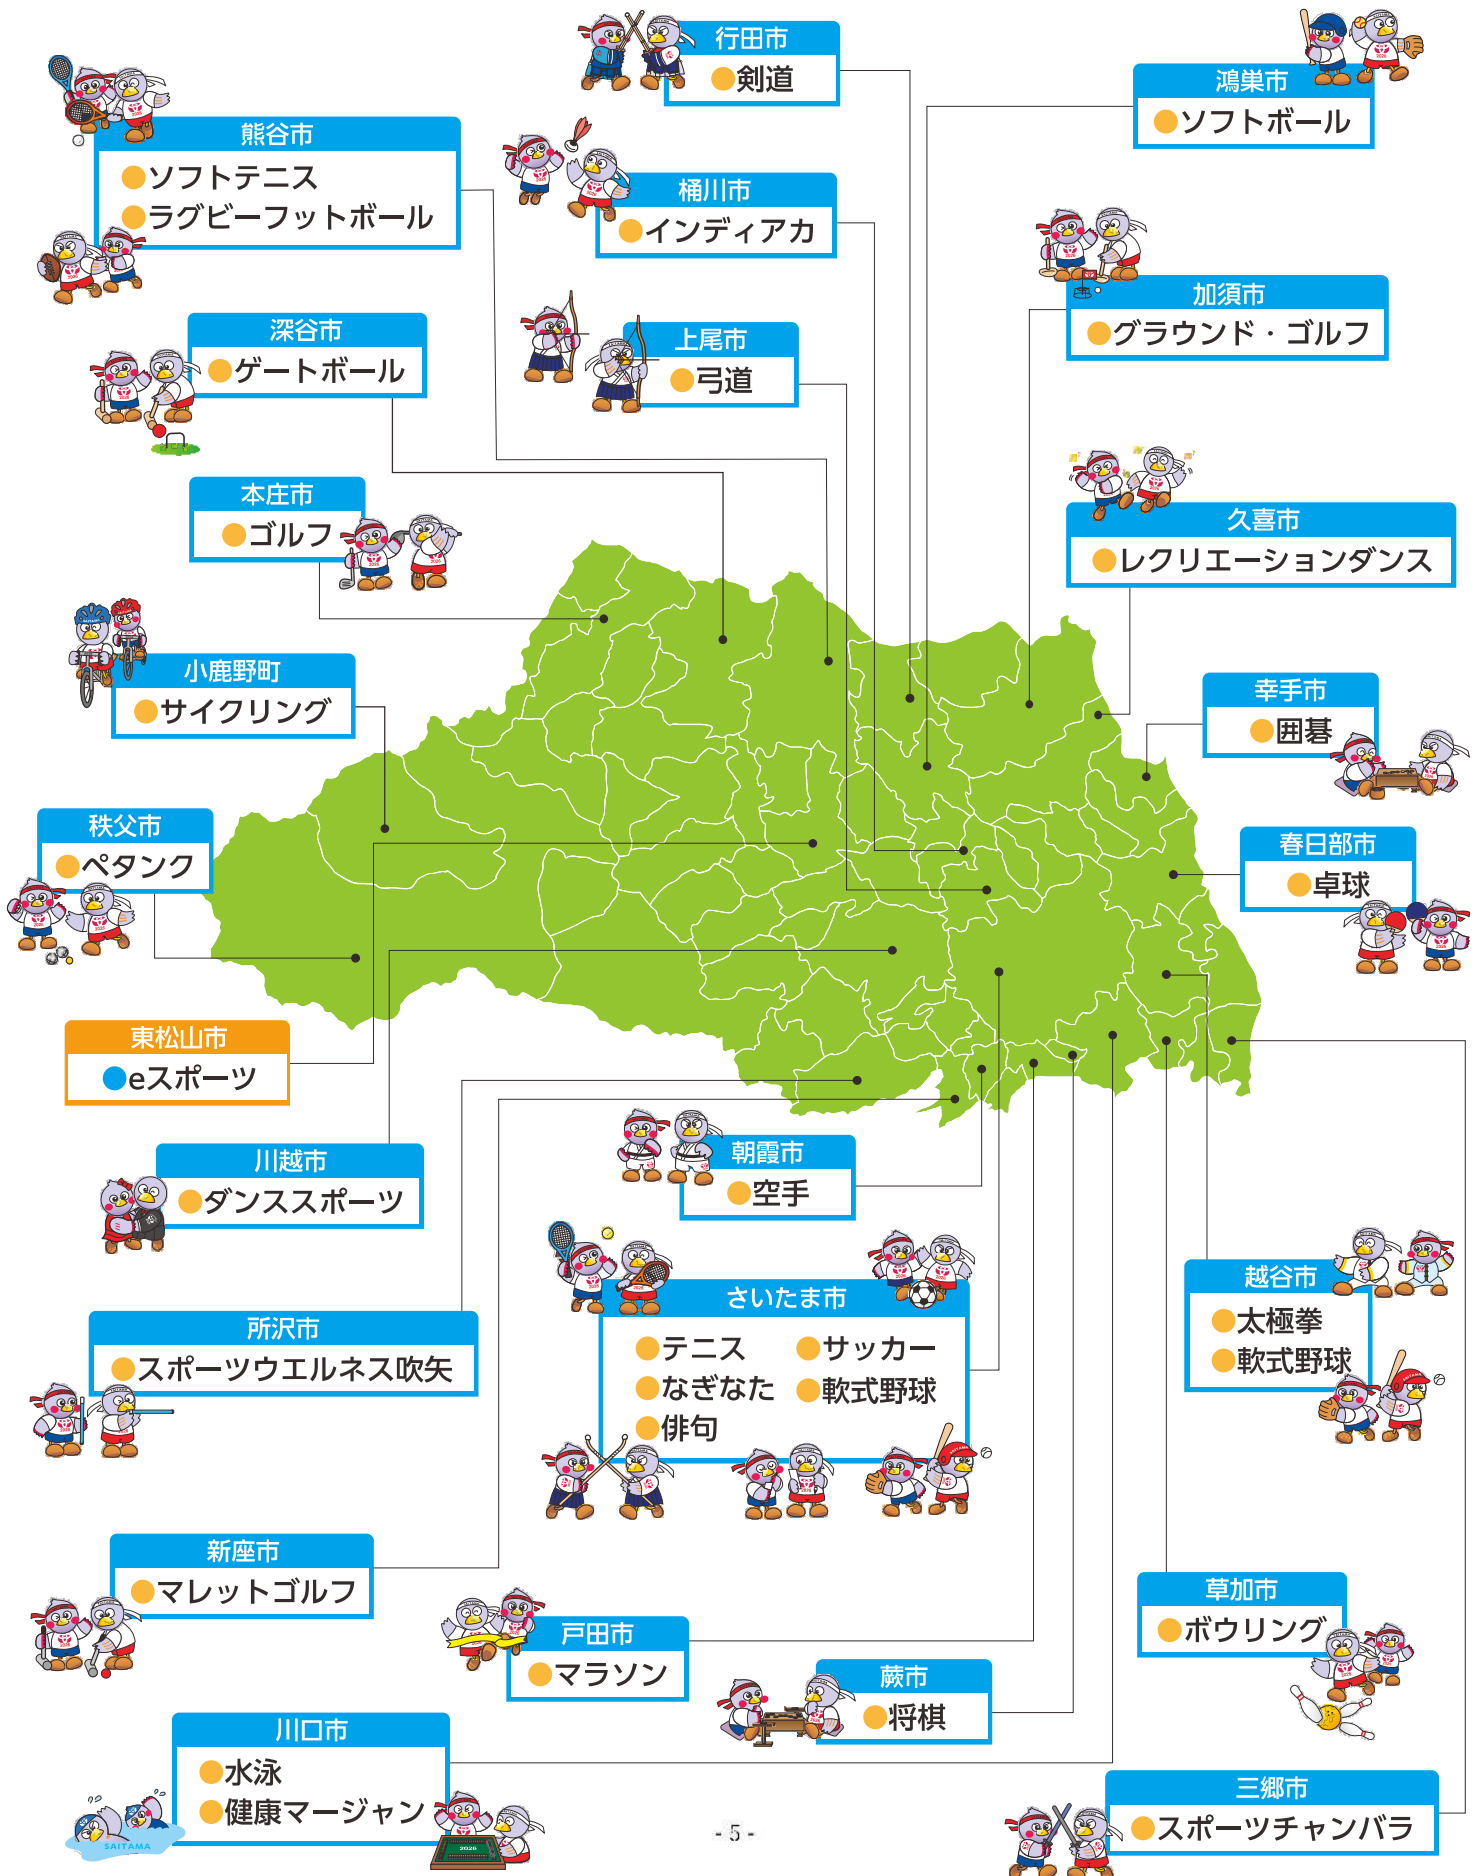 行田市
●剣道
鴻巣市
●ソフトボール
熊谷市
●ソフトテニス
●ラグビーフットボール
桶川市
●インディアカ
加須市
●グラウンド・ゴルフ
深谷市
●ゲートボール
上尾市
●弓道
本庄市
●ゴルフ
久喜市
●レクリエーションダンス
小鹿野町
●サイクリング
幸手市
●囲碁
秩父市
●ペタンク
春日部市
●卓球
東松山市
●eスポーツ
川越市
●ダンススポーツ
朝霞市
●空手
さいたま市
●テニス
●サッカー
●なぎなた
●軟式野球
●俳句
越谷市
●太極拳
●軟式野球
所沢市
●スポーツウエルネス吹矢
新座市
●マレットゴルフ
戸田市
●マラソン
蕨市
●将棋
草加市
●ボウリング
川口市
●水泳
●健康マージャン
SAITAMA
2026
三郷市
●スポーツチャンバラ
- 5 -